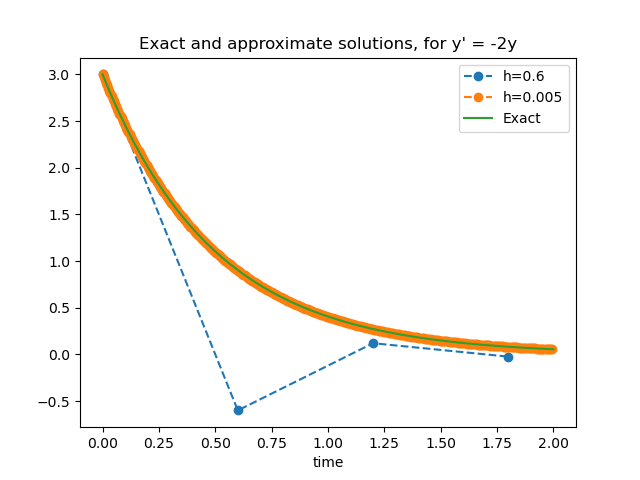 Exact and approximate solutions, for y' = -2y
h=0.6
h=0.005
Exact
3.0
2.5
2.0
1.5
1.0
0.5
0.0
−0.5
0.00 0.25 0.50 0.75 1.00 1.25 1.50 1.75 2.00
time